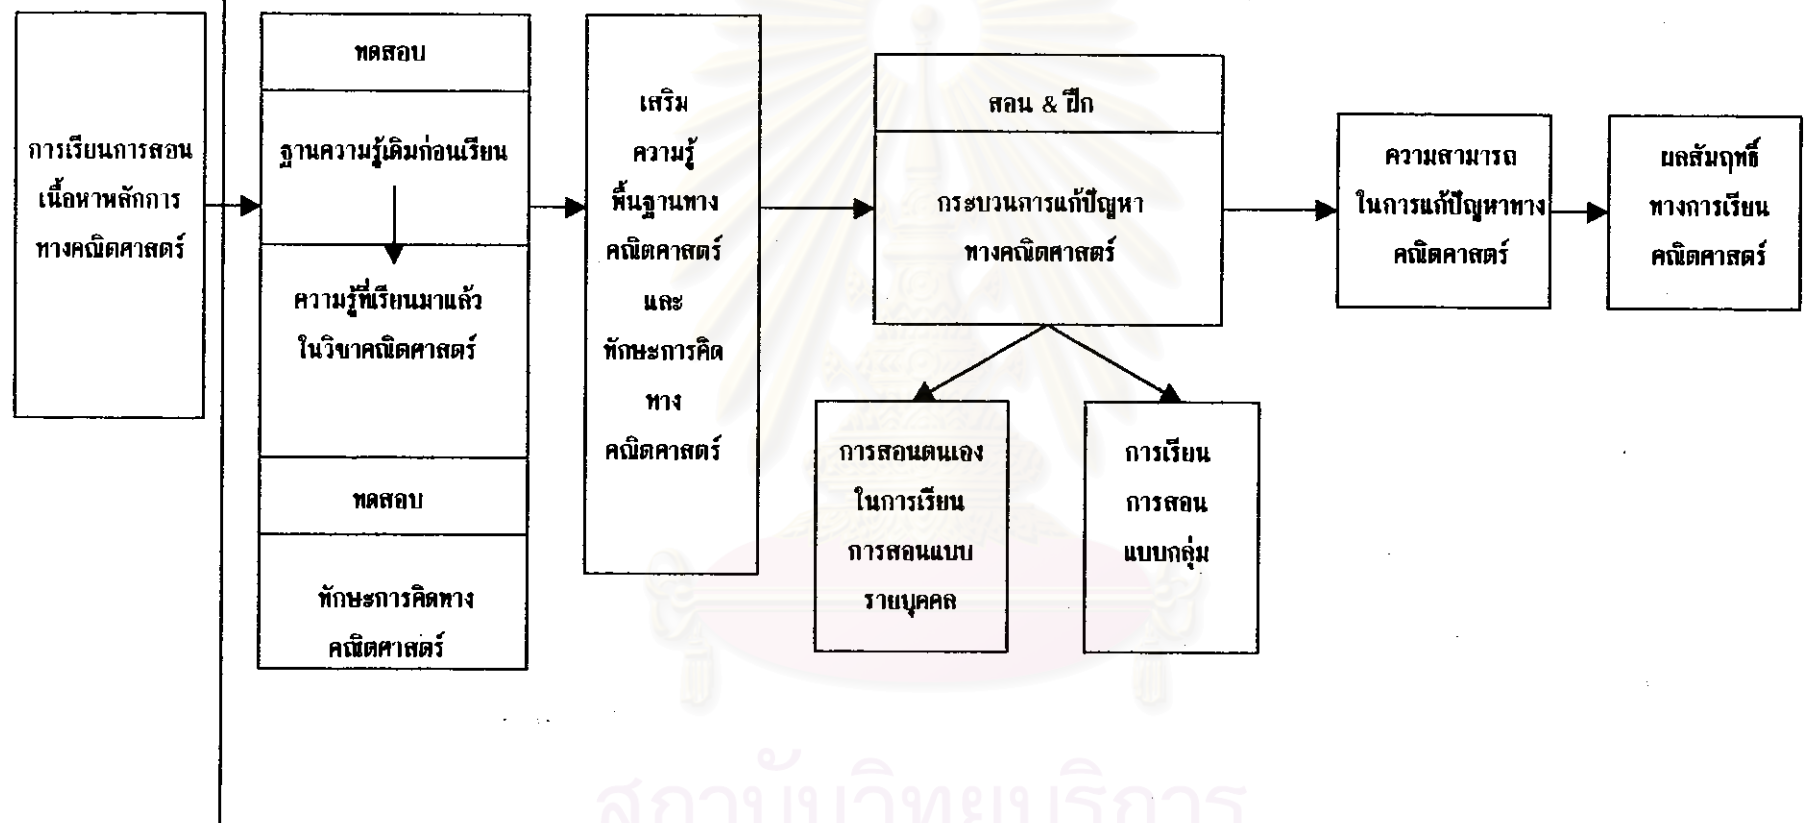 การเรียนการสอน
เนื้อหาหลักการ
ทางคณิตศาสตร์
ทดสอบ
ฐานความรู้เดิมก่อนเรียน
ความรู้ที่เรียนมาแล้ว
ในวิชาคณิตศาสตร์
ทดสอบ
ทักษะการคิดทาง
คณิตศาสตร์
เสริม
ความรู้
พื้นฐานทาง
คณิตศาสตร์
และ
ทักษะการคิด
ทาง
คณิตศาสตร์
สอน & ฝึก
กระบวนการแก้ปัญหา
ทางคณิตศาสตร์
การสอนตนเอง
ในการเรียน
การสอนแบบ
รายบุคคล
การเรียน
การสอน
แบบกลุ่ม
ความสามารถ
ในการแก้ปัญหาทาง
คณิตศาสตร์
ผลสัมฤทธิ์
ทางการเรียน
คณิตศาสตร์
สถาบันวิทยบริการ